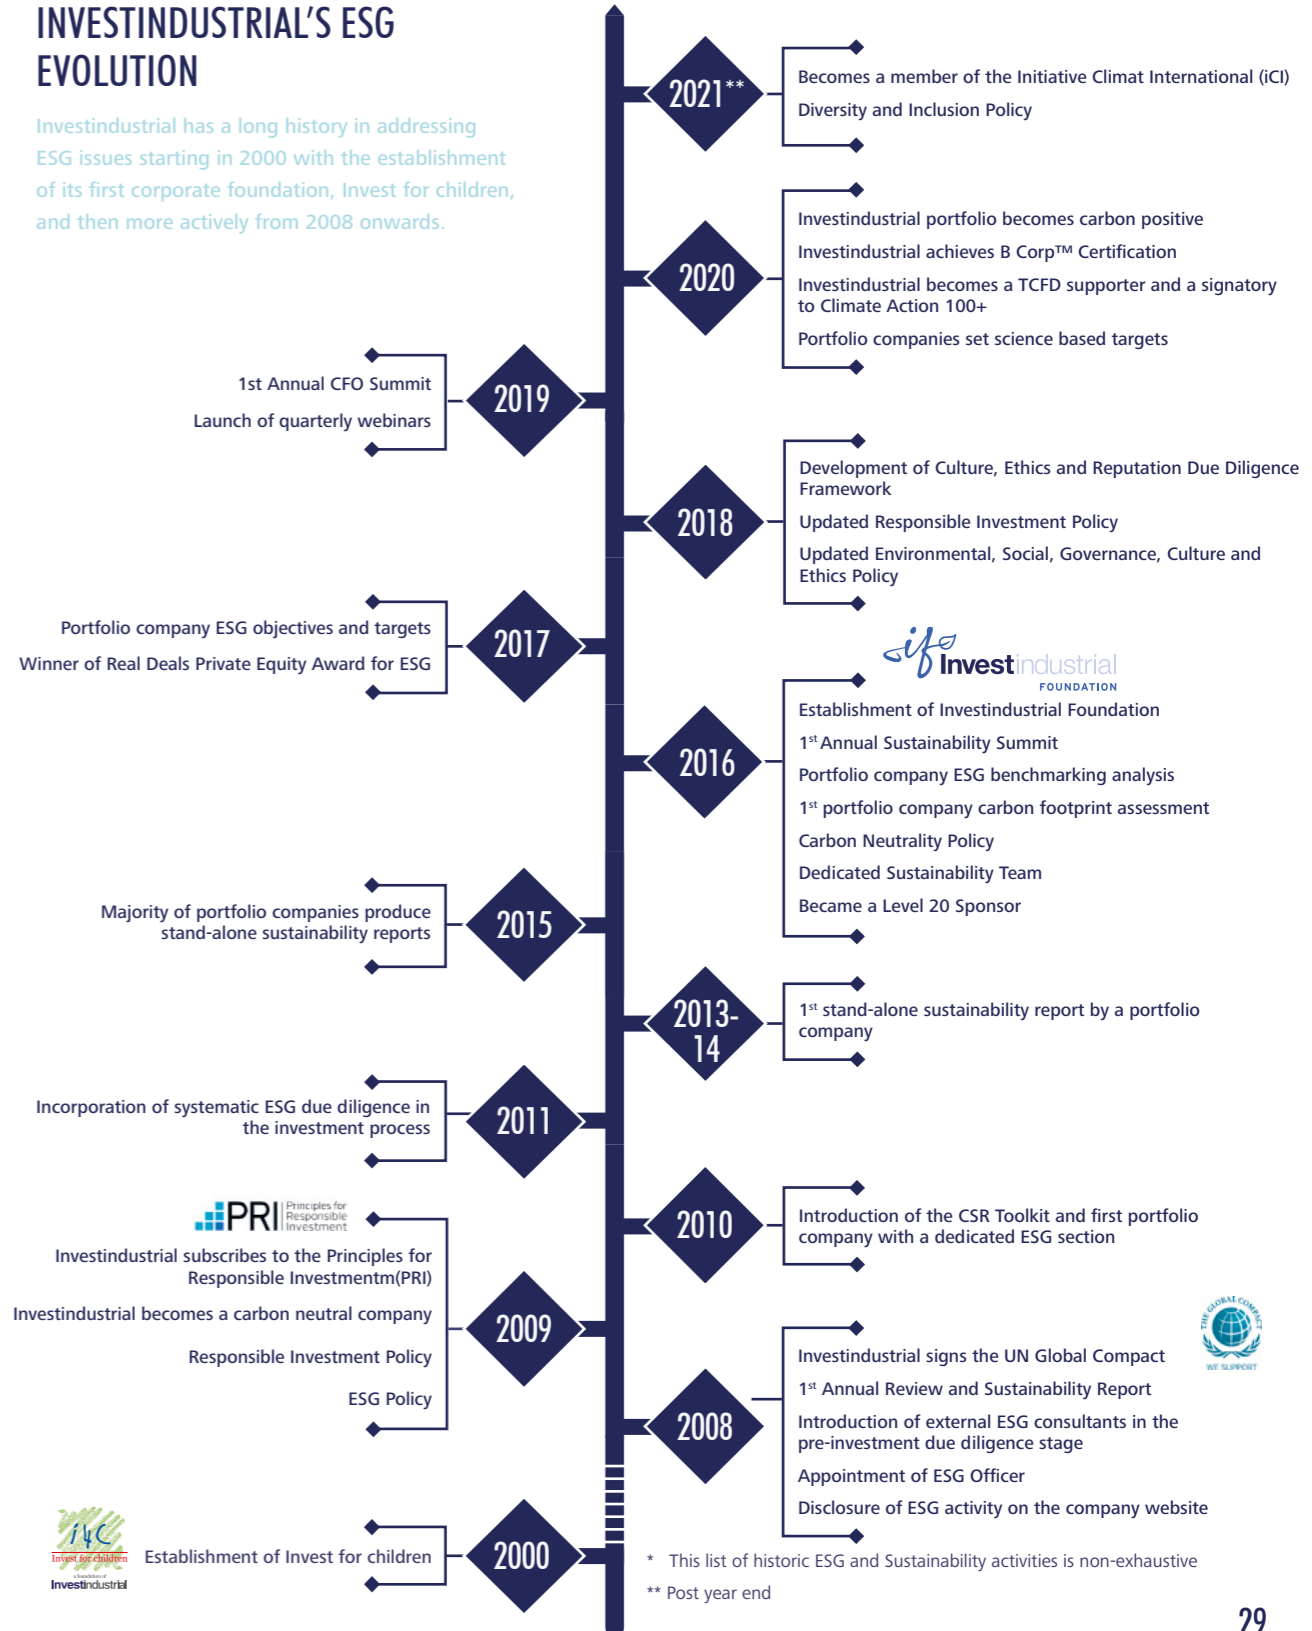 INVESTINDUSTRIAL'S ESG
EVOLUTION
Investindustrial has a long history in addressing
ESG issues starting in 2000 with the establishment
of its first corporate foundation, Invest for children,
and then more actively from 2008 onwards.
2021**
Becomes a member of the Initiative Climat International (iCI)
Diversity and Inclusion Policy
2020
Investindustrial portfolio becomes carbon positive
Investindustrial achieves B Corp™ Certification
Investindustrial becomes a TCFD supporter and a signatory
to Climate Action 100+
Portfolio companies set science based targets
1st Annual CFO Summit
Launch of quarterly webinars
2019
2018
Development of Culture, Ethics and Reputation Due Diligence
Framework
Updated Responsible Investment Policy
Updated Environmental, Social, Governance, Culture and
Ethics Policy
Portfolio company ESG objectives and targets
Winner of Real Deals Private Equity Award for ESG
2017
if
Investindustrial
FOUNDATION
2016
Establishment of Investindustrial Foundation
1st Annual Sustainability Summit
Portfolio company ESG benchmarking analysis
1st portfolio company carbon footprint assessment
Carbon Neutrality Policy
Dedicated Sustainability Team
Became a Level 20 Sponsor
Majority of portfolio companies produce
stand-alone sustainability reports
2015
2013-
14
1st stand-alone sustainability report by a portfolio
company
Incorporation of systematic ESG due diligence in
the investment process
2011
2010
Introduction of the CSR Toolkit and first portfolio
company with a dedicated ESG section
PRI
Principles for
Responsible
Investment
Investindustrial subscribes to the Principles for
Responsible Investmentm(PRI)
Investindustrial becomes a carbon neutral company
Responsible Investment Policy
ESG Policy
2009
THE GLOBAL COMPACT
WE SUPPORT
2008
Investindustrial signs the UN Global Compact
1st Annual Review and Sustainability Report
Introduction of external ESG consultants in the
pre-investment due diligence stage
Appointment of ESG Officer
Disclosure of ESG activity on the company website
i4C
Invest for children
a foundation of
Investindustrial
Establishment of Invest for children
2000
* This list of historic ESG and Sustainability activities is non-exhaustive
** Post year end
29